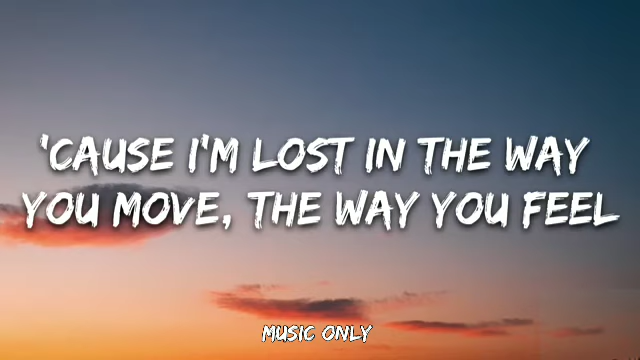 'CAUSE I'M LOST IN THE WAY
YOU MOVE, THE WAY YOU FEEL
MUSIC ONLY